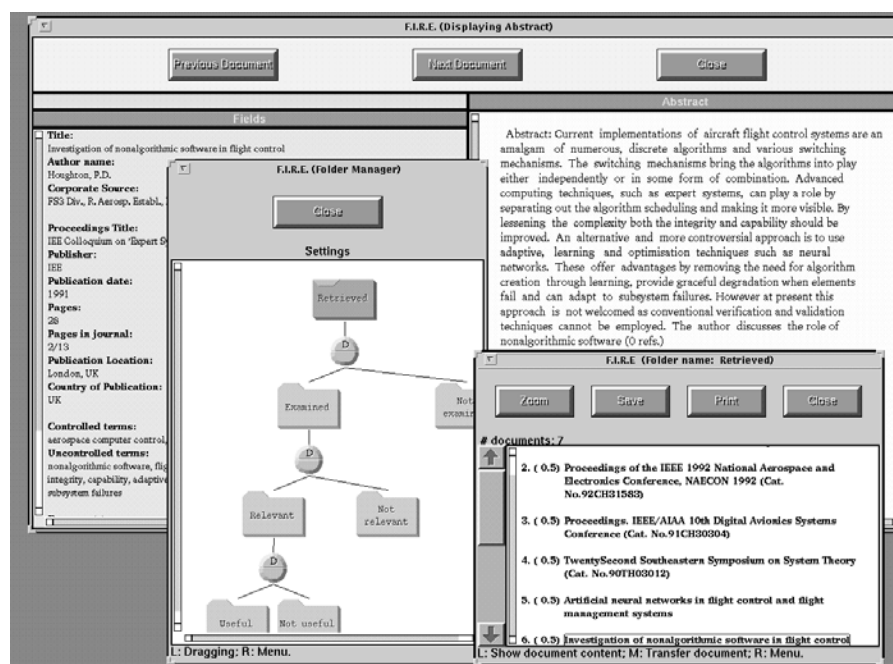 F.I.R.E. (Displaying Abstract)
Previous Document
Next Document
Close
Fields
Abstract
Title:
Investigation of nonalgorithmic software in flight control
Author name:
Houghton, P.D.
Corporate Source:
FS3 Div., R. Aerosp. Establ.,
Proceedings Title:
IEE Colloquium on 'Expert Sy
Publisher:
IEE
Publication date:
1991
Pages:
28
Pages in journal:
2/13
Publication Location:
London, UK
Country of Publication:
UK
Controlled terms:
aerospace computer control,
Uncontrolled terms:
nonalgorithmic software, flig
integrity, capability, adaptive
subsystem failures
Abstract: Current implementations of aircraft flight control systems are an
amalgam of numerous, discrete algorithms and various switching
mechanisms. The switching mechanisms bring the algorithms into play
either independently or in some form of combination. Advanced
computing techniques, such as expert systems, can play a role by
separating out the algorithm scheduling and making it more visible. By
lessening the complexity both the integrity and capability should be
improved. An alternative and more controversial approach is to use
adaptive, learning and optimisation techniques such as neural
networks. These offer advantages by removing the need for algorithm
creation through learning, provide graceful degradation when elements
fail and can adapt to subsystem failures. However at present this
approach is not welcomed as conventional verification and validation
techniques cannot be employed. The author discusses the role of
nonalgorithmic software (0 refs.)
F.I.R.E. (Folder Manager)
Close
Settings
Retrieved
D
Examined
Not
examine
D
Relevant
Not
relevant
D
Useful
Not useful
L: Dragging; R: Menu.
F.I.R.E (Folder name: Retrieved)
Zoom
Save
Print
Close
# documents: 7
2. ( 0.5) Proceedings of the IEEE 1992 National Aerospace and
Electronics Conference, NAECON 1992 (Cat.
No.92CH31583)
3. ( 0.5) Proceedings. IEEE/AIAA 10th Digital Avionics Systems
Conference (Cat. No.91CH30304)
4. ( 0.5) TwentySecond Southeastern Symposium on System Theory
(Cat. No.90TH03012)
5. ( 0.5) Artificial neural networks in flight control and flight
management systems
6. ( 0.5) Investigation of nonalgorithmic software in flight control
L: Show document content; M: Transfer document; R: Menu.